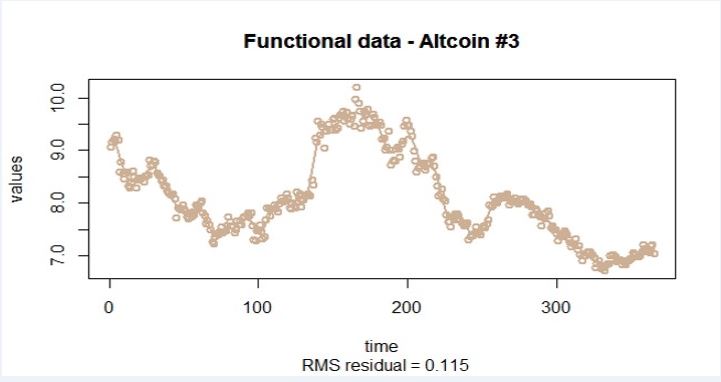 Functional data - Altcoin #3
values
10.0
9.0
8.0
7.0
0 100 200 300
time
RMS residual = 0.115